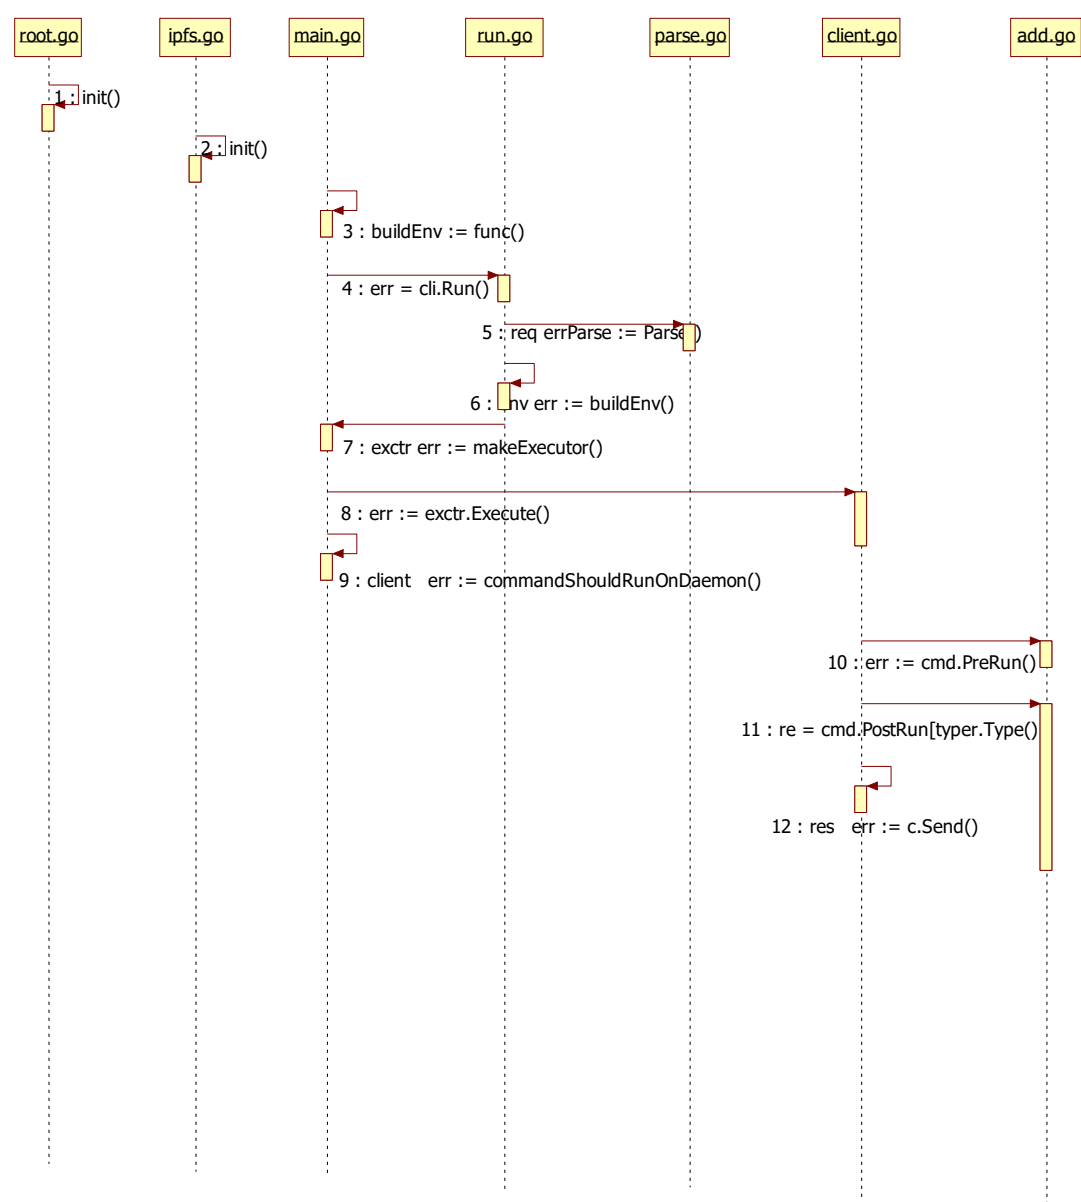 root.go
ipfs.go
main.go
run.go
parse.go
client.go
add.go
1 : init()
2 : init()
3 : buildEnv := func()
4 : err = cli.Run()
5 : req errParse := Parse()
6 : env err := buildEnv()
7 : exctr err := makeExecutor()
8 : err := exctr.Execute()
9 : client err := commandShouldRunOnDaemon()
10 : err := cmd.PreRun()
11 : re = cmd.PostRun[typer.Type()
12 : res err := c.Send()